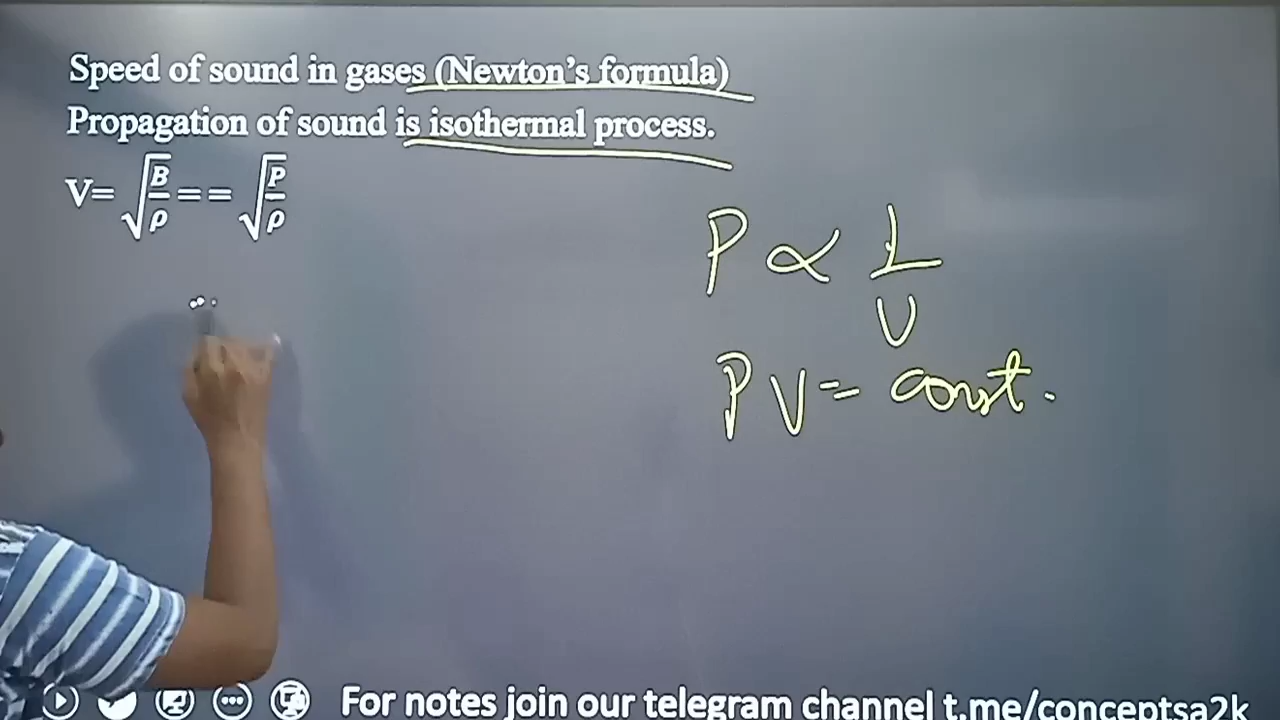 Speed of sound in gases (Newton's formula)
Propagation of sound is isothermal process.
V= √B/ρ == √P/ρ
P ∝ 1/V
PV = const.
For notes join our telegram channel t.me/conceptsa2k